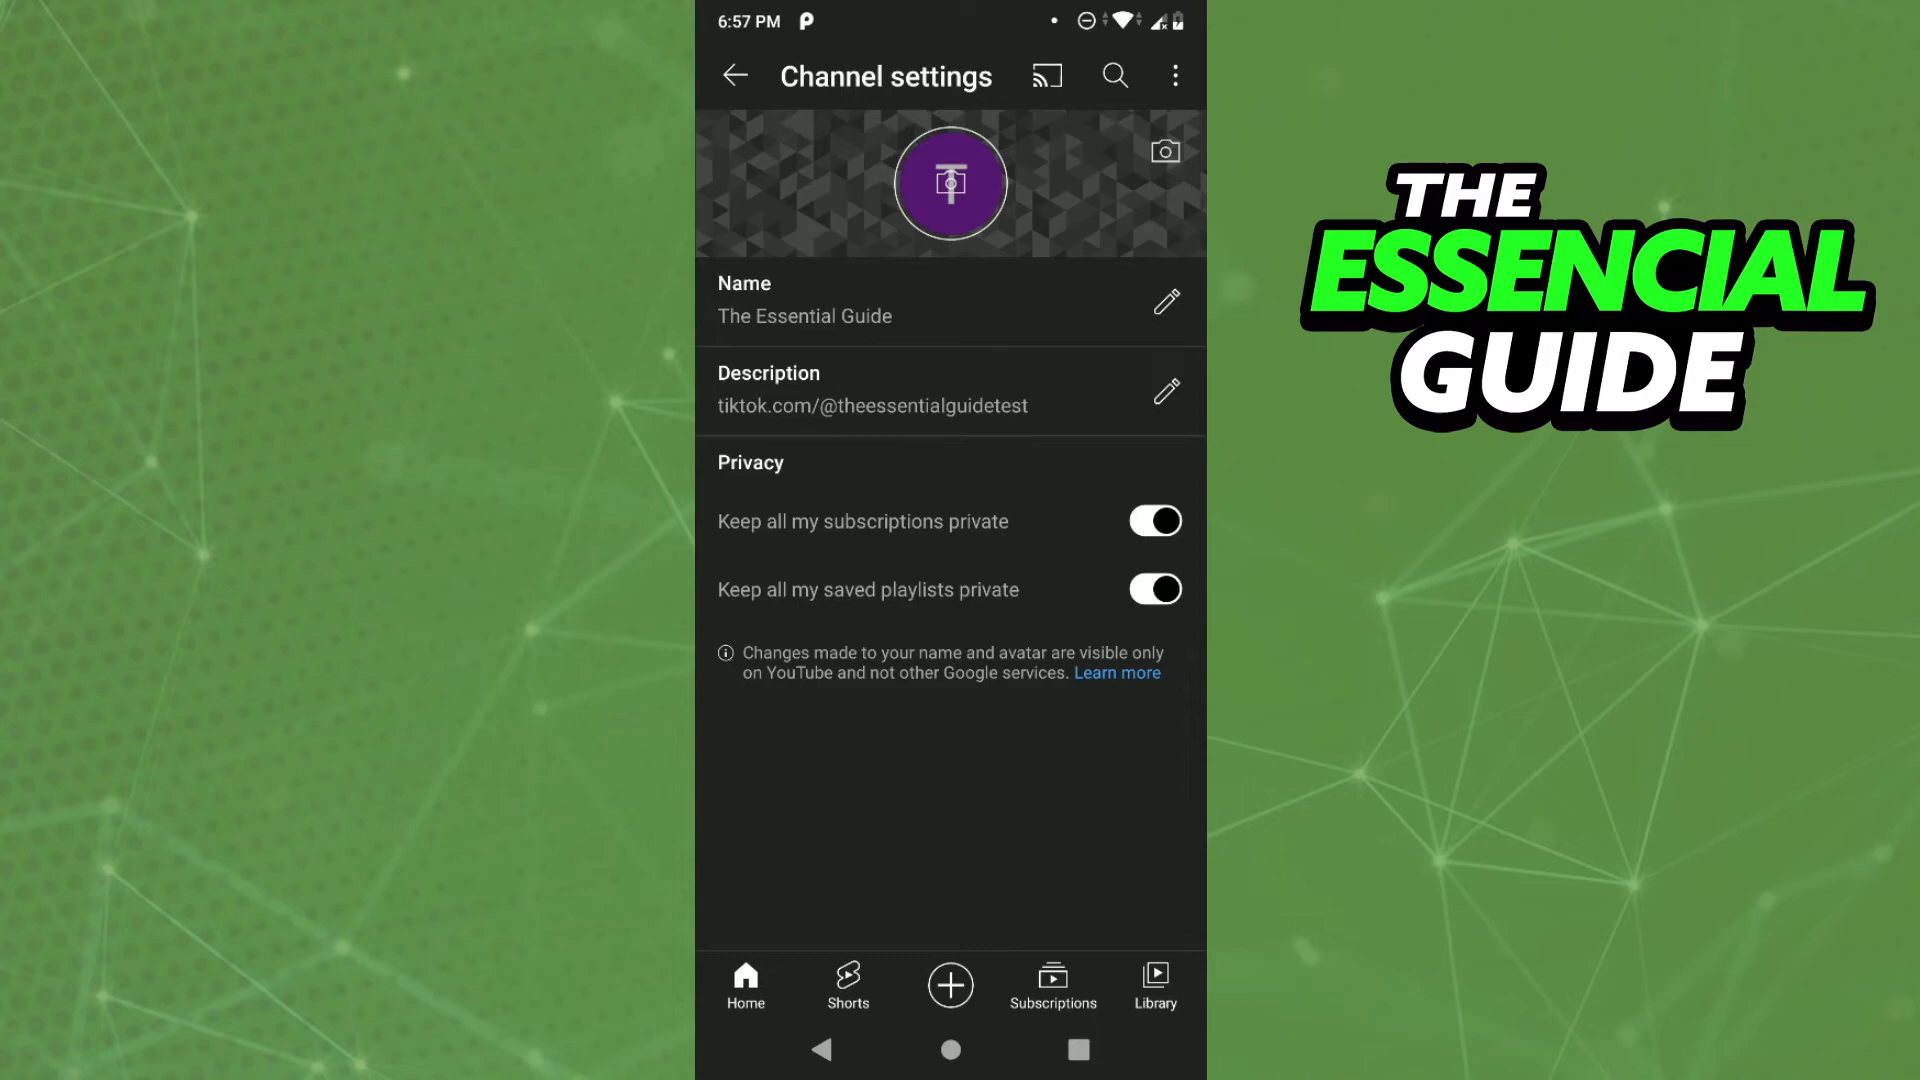 6:57 PM
Channel settings
T
Name
The Essential Guide
Description
tiktok.com/@theessentialguidetest
Privacy
Keep all my subscriptions private
Keep all my saved playlists private
Changes made to your name and avatar are visible only
on YouTube and not other Google services. Learn more
Home
Shorts
Subscriptions
Library
THE
ESSENCIAL
GUIDE